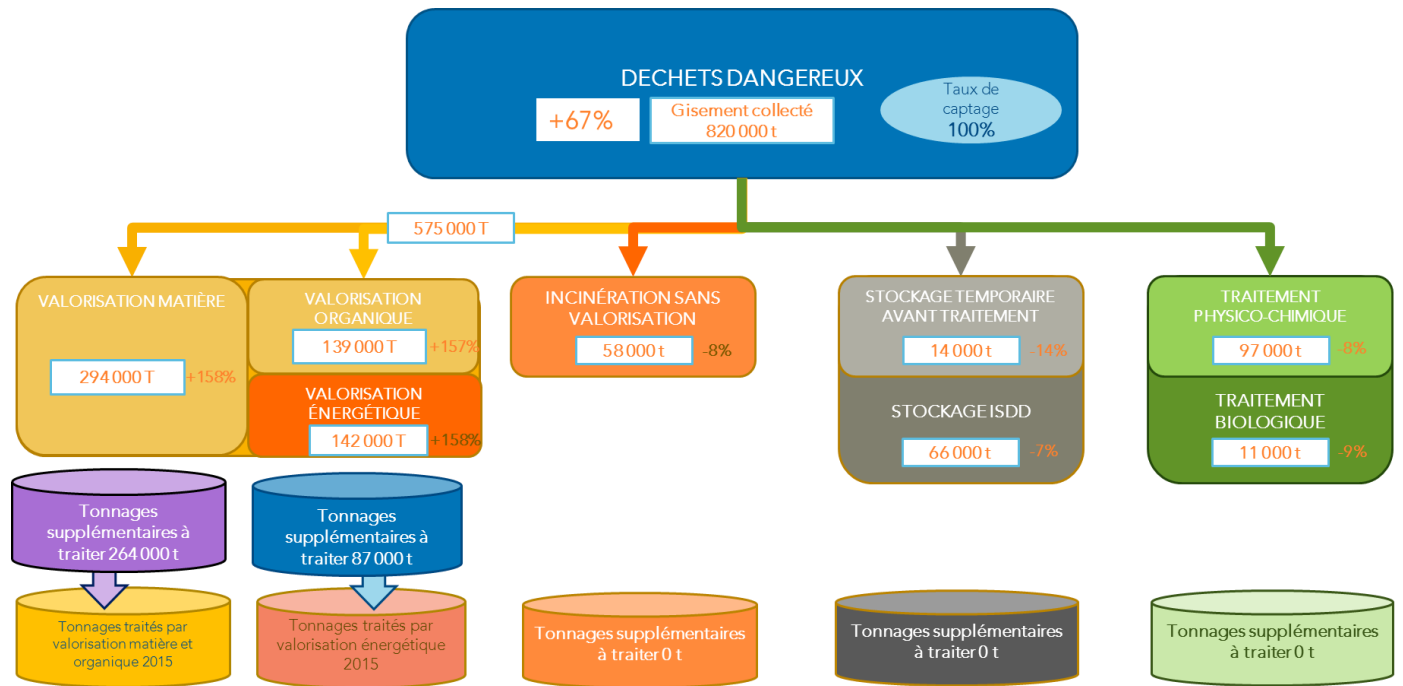 DECHETS DANGEREUX
+67%
Gisement collecté
820 000 t
Taux de
captage
100%
575 000 T
VALORISATION MATIÈRE
294 000 T
+158%
VALORISATION
ORGANIQUE
139 000 T
+157%
VALORISATION
ÉNERGÉTIQUE
142 000 T
+158%
INCINÉRATION SANS
VALORISATION
58 000 t
-8%
STOCKAGE TEMPORAIRE
AVANT TRAITEMENT
14 000 t
-14%
STOCKAGE ISDD
66 000 t
-7%
TRAITEMENT
PHYSICO-CHIMIQUE
97 000 t
-8%
TRAITEMENT
BIOLOGIQUE
11 000 t
-9%
Tonnages
supplémentaires à
traiter 264 000 t
Tonnages
supplémentaires à
traiter 87 000 t
Tonnages traités par
valorisation matière et
organique 2015
Tonnages traités par
valorisation énergétique
2015
Tonnages supplémentaires
à traiter 0 t
Tonnages supplémentaires
à traiter 0 t
Tonnages supplémentaires
à traiter 0 t